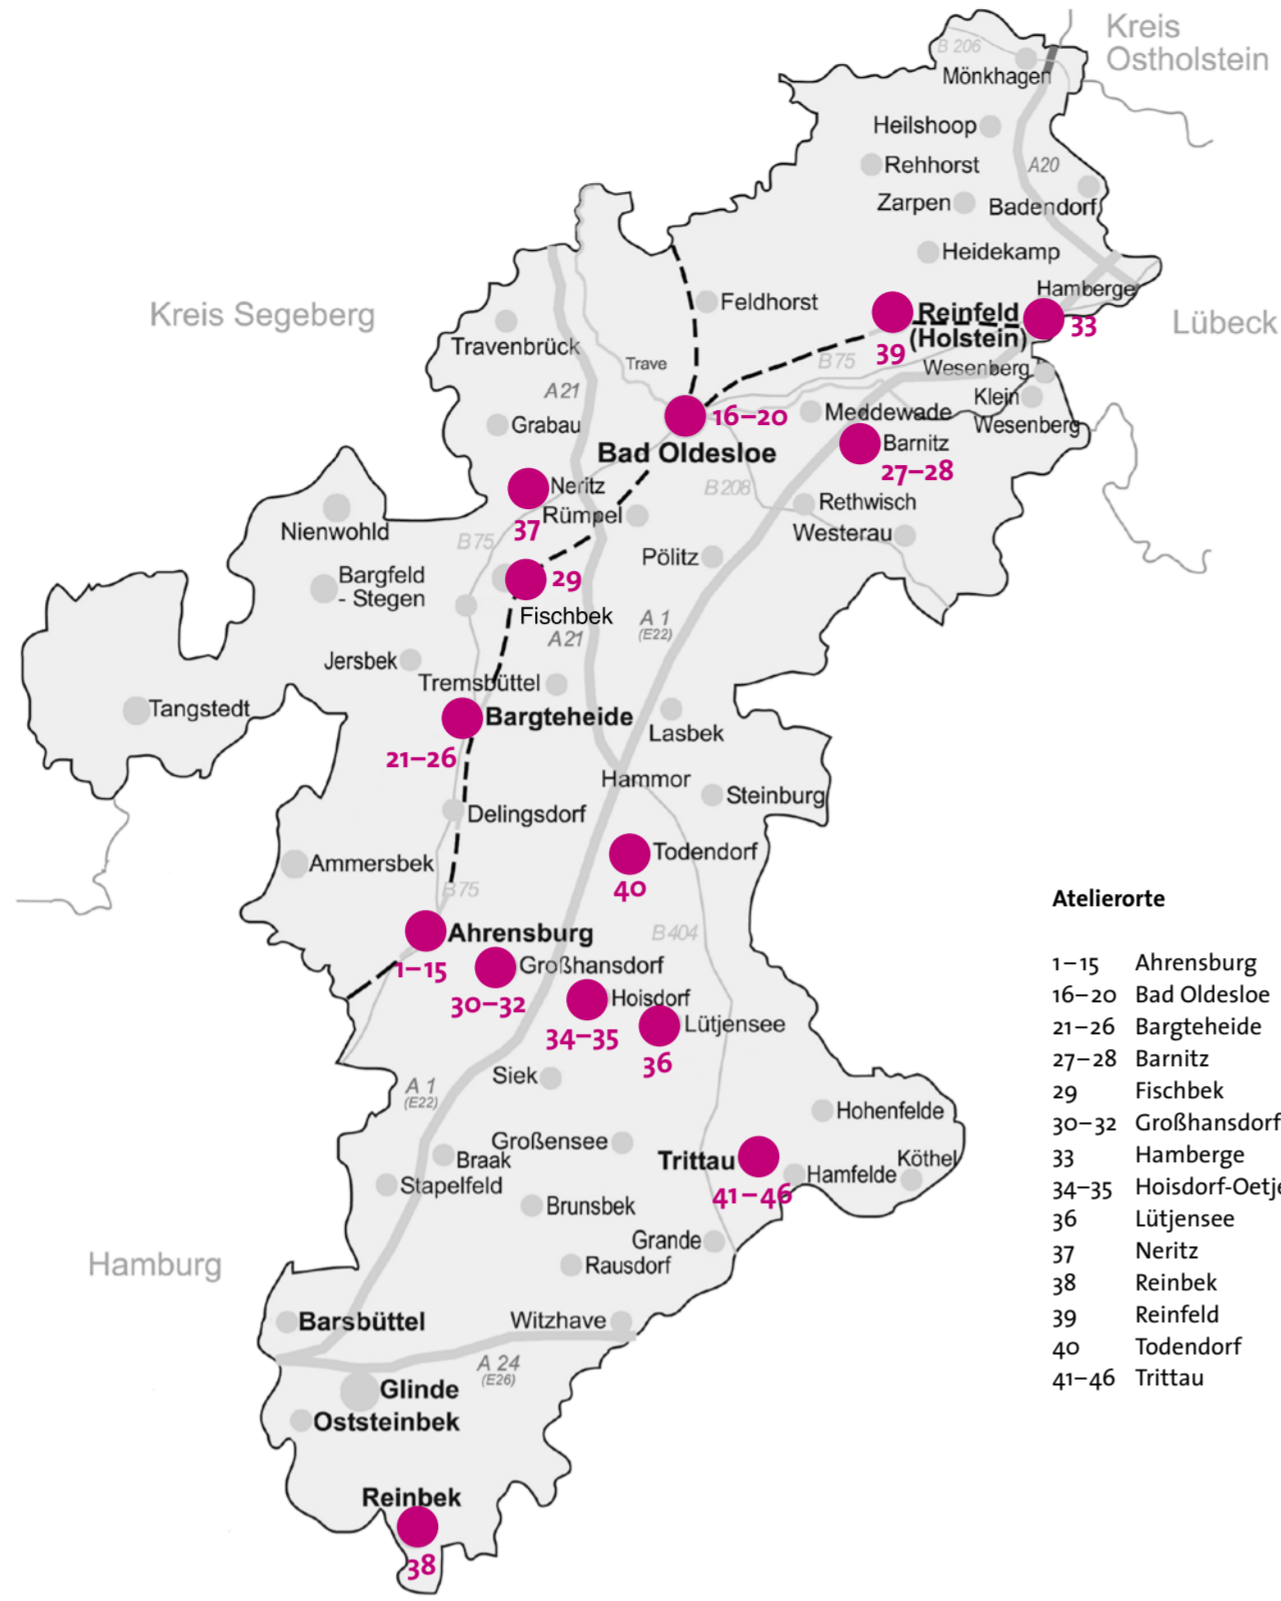 Kreis
Ostholstein
B 206
Mönkhagen
Heilshoop
Rehhorst
A20
Zarpen
Badendorf
Heidekamp
Hamberge
Feldhorst
Kreis Segeberg
Reinfeld
(Holstein)
33
Lübeck
39
Travenbrück
Trave
B75
Wesenberg
A21
Klein
Wesenberg
Meddewade
16–20
Grabau
Barnitz
27–28
Bad Oldesloe
B208
Neritz
37
Rümpel
Rethwisch
Westerau
Nienwohld
B75
Pölitz
Bargfeld
- Stegen
29
Fischbek
A21
A 1
(E22)
Jersbek
Tremsbüttel
Tangstedt
Bargteheide
21–26
Lasbek
Hammor
Steinburg
Delingsdorf
Ammersbek
Todendorf
40
B75
Ahrensburg
1–15
B404
Großhansdorf
30–32
Hoisdorf
34–35
Lütjensee
36
Siek
A 1
(E22)
Hohenfelde
Großensee
Braak
Trittau
41–46
Hamfelde
Köthel
Stapelfeld
Brunsbek
Grande
Rausdorf
Hamburg
Barsbüttel
Witzhave
A 24
(E26)
Glinde
Oststeinbek
Reinbek
38
Atelierorte
1–15 Ahrensburg
16–20 Bad Oldesloe
21–26 Bargteheide
27–28 Barnitz
29 Fischbek
30–32 Großhansdorf
33 Hamberge
34–35 Hoisdorf-Oetje
36 Lütjensee
37 Neritz
38 Reinbek
39 Reinfeld
40 Todendorf
41–46 Trittau